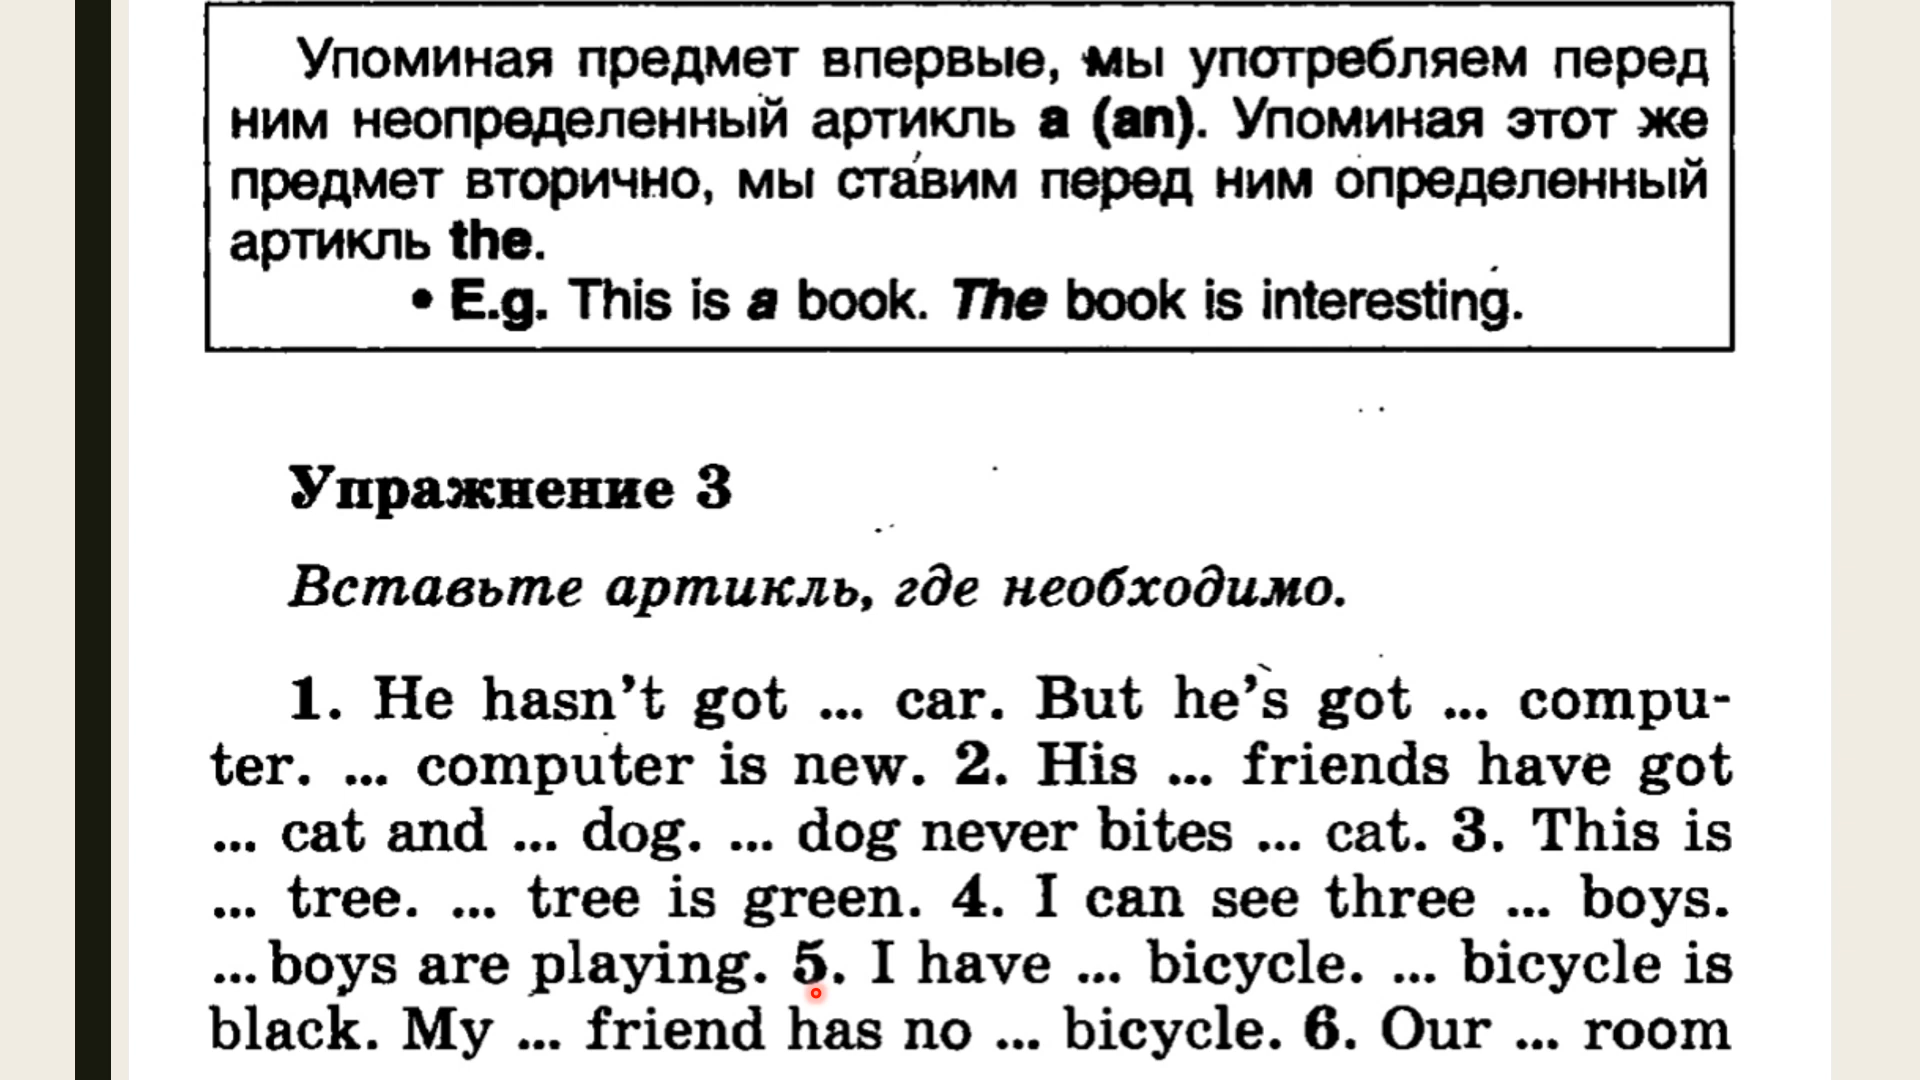 Упоминая предмет впервые, мы употребляем перед
ним неопределенный артикль a (an). Упоминая этот же
предмет вторично, мы ставим перед ним определенный
артикль the.
• E.g. This is a book. The book is interesting.
Упражнение 3
Вставьте артикль, где необходимо.
1. He hasn't got ... car. But he's got ... compu-
ter. ... computer is new. 2. His ... friends have got
... cat and ... dog. ... dog never bites ... cat. 3. This is
... tree. ... tree is green. 4. I can see three ... boys.
... boys are playing. 5. I have ... bicycle. ... bicycle is
black. My ... friend has no ... bicycle. 6. Our ... room